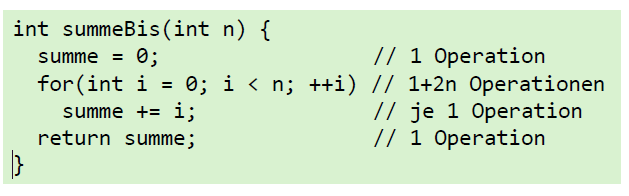 int summeBis(int n) {
  summe = 0;                // 1 Operation
  for(int i = 0; i < n; ++i) // 1+2n Operationen
    summe += i;             // je 1 Operation
  return summe;             // 1 Operation
}